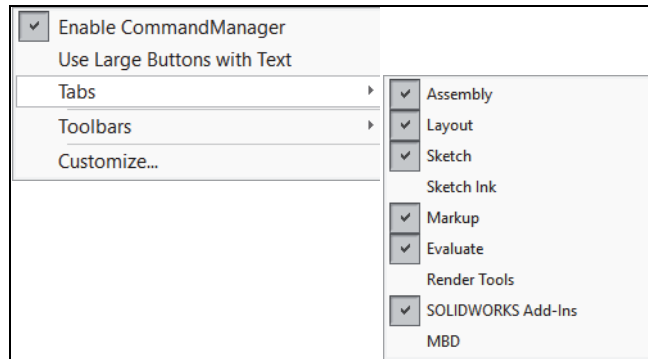 Enable CommandManager
Use Large Buttons with Text
Tabs
Toolbars
Customize...
Assembly
Layout
Sketch
Sketch Ink
Markup
Evaluate
Render Tools
SOLIDWORKS Add-Ins
MBD